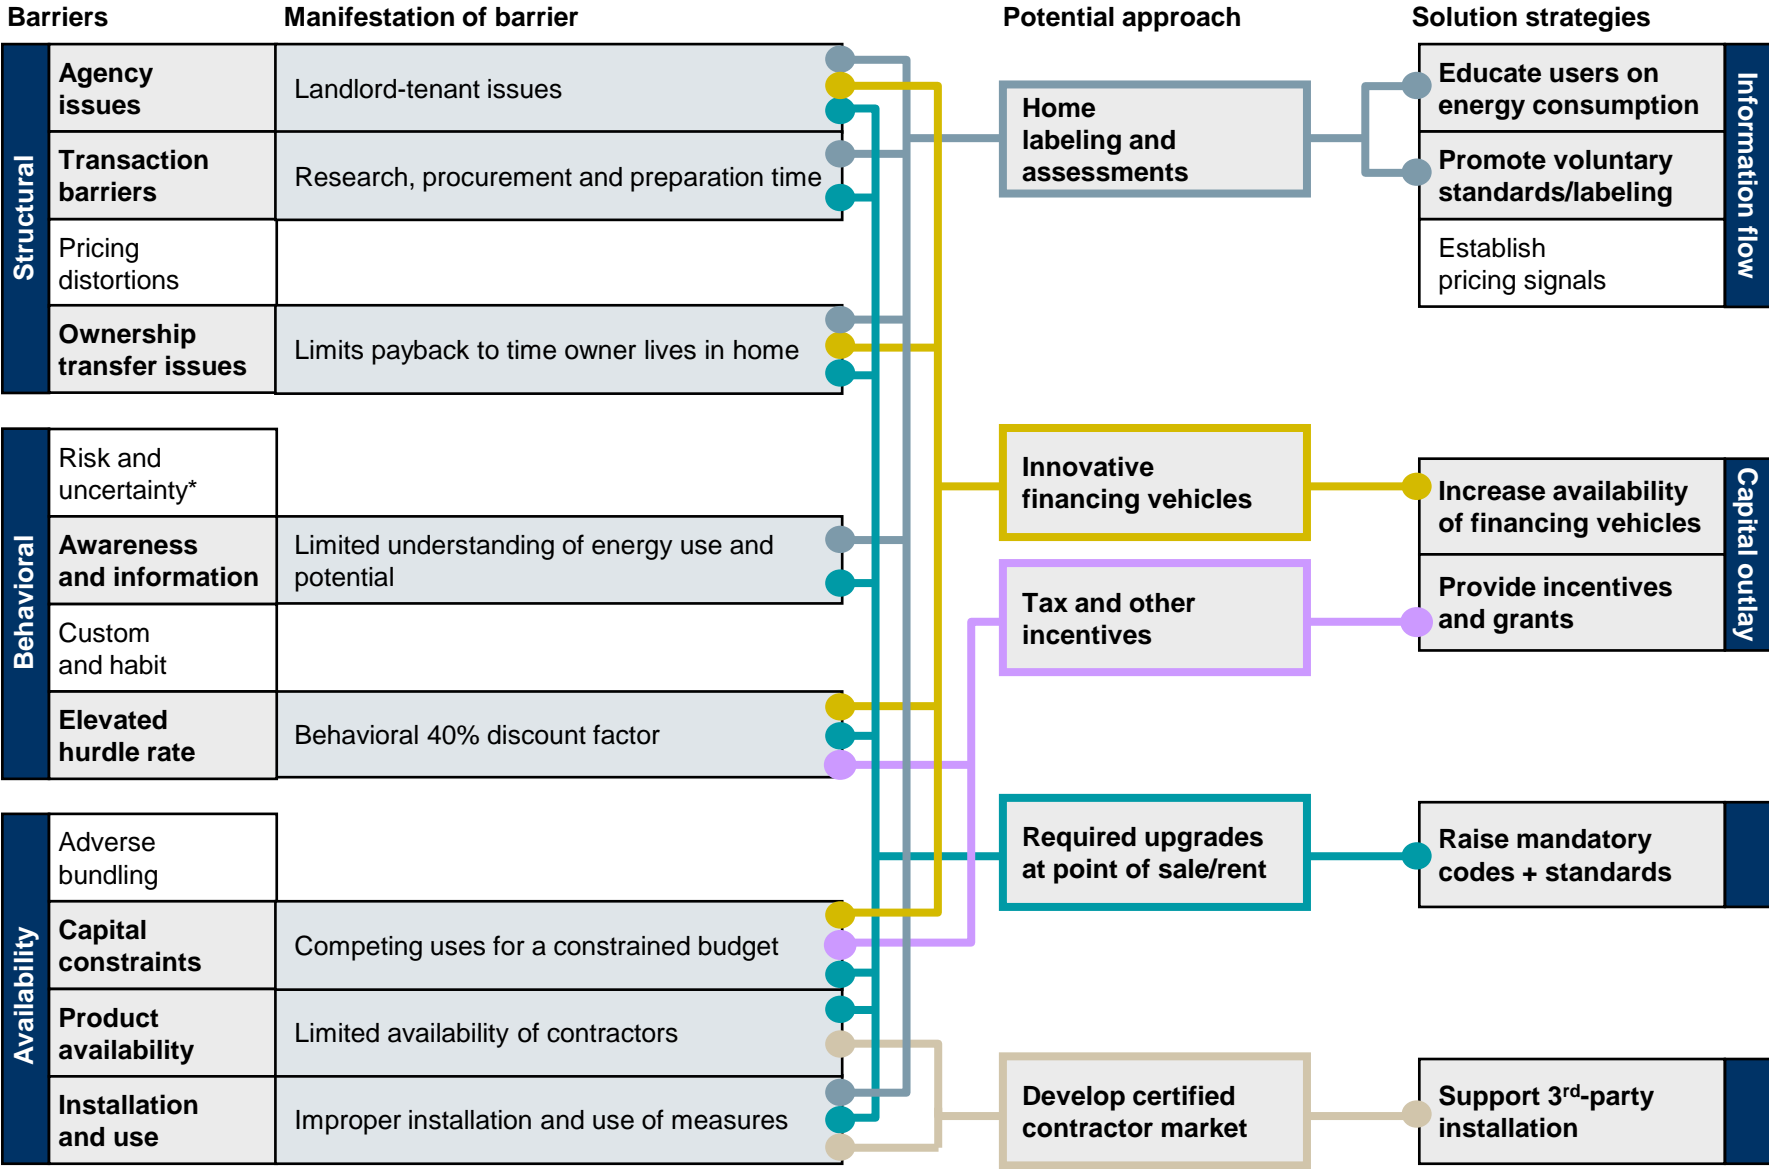 Barriers
Manifestation of barrier
Potential approach
Solution strategies
Structural
Agency
issues
Landlord-tenant issues
Transaction
barriers
Research, procurement and preparation time
Pricing
distortions
Ownership
transfer issues
Limits payback to time owner lives in home
Behavioral
Risk and
uncertainty*
Awareness
and information
Limited understanding of energy use and
potential
Custom
and habit
Elevated
hurdle rate
Behavioral 40% discount factor
Availability
Adverse
bundling
Capital
constraints
Competing uses for a constrained budget
Product
availability
Limited availability of contractors
Installation
and use
Improper installation and use of measures
Home
labeling and
assessments
Innovative
financing vehicles
Tax and other
incentives
Required upgrades
at point of sale/rent
Develop certified
contractor market
Educate users on
energy consumption
Promote voluntary
standards/labeling
Establish
pricing signals
Information flow
Increase availability
of financing vehicles
Provide incentives
and grants
Capital outlay
Raise mandatory
codes + standards
Support 3rd-party
installation